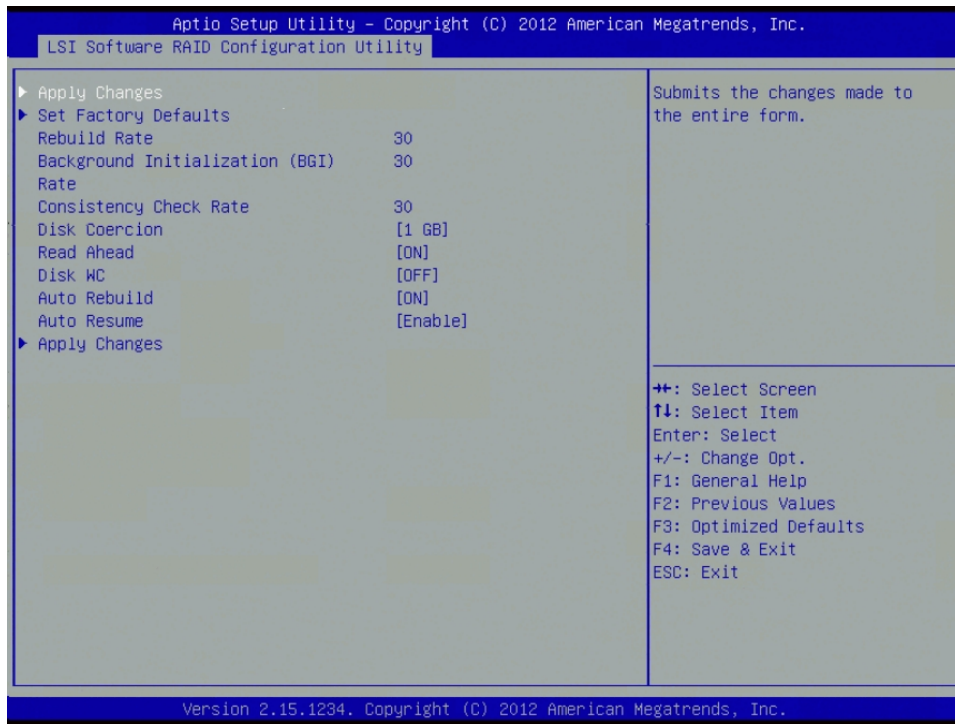 Aptio Setup Utility – Copyright (C) 2012 American Megatrends, Inc.
LSI Software RAID Configuration Utility
Apply Changes
Set Factory Defaults
Rebuild Rate 30
Background Initialization (BGI) 30
Rate
Consistency Check Rate 30
Disk Coercion [1 GB]
Read Ahead [ON]
Disk WC [OFF]
Auto Rebuild [ON]
Auto Resume [Enable]
Apply Changes
Submits the changes made to
the entire form.
→←: Select Screen
↑↓: Select Item
Enter: Select
+/-: Change Opt.
F1: General Help
F2: Previous Values
F3: Optimized Defaults
F4: Save & Exit
ESC: Exit
Version 2.15.1234. Copyright (C) 2012 American Megatrends, Inc.